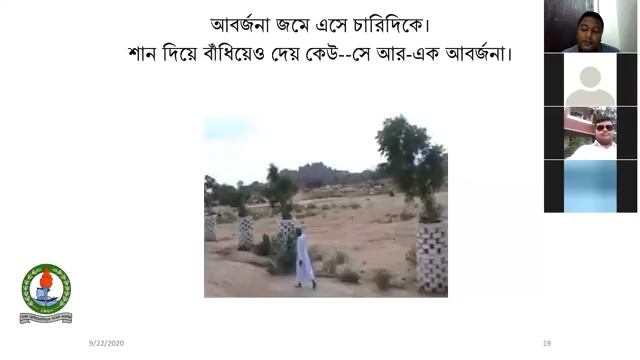 আবর্জনা জমে এসে চারিদিকে।
শান দিয়ে বাঁধিয়েও দেয় কেউ--সে আর-এক আবর্জনা।
9/22/2020
19